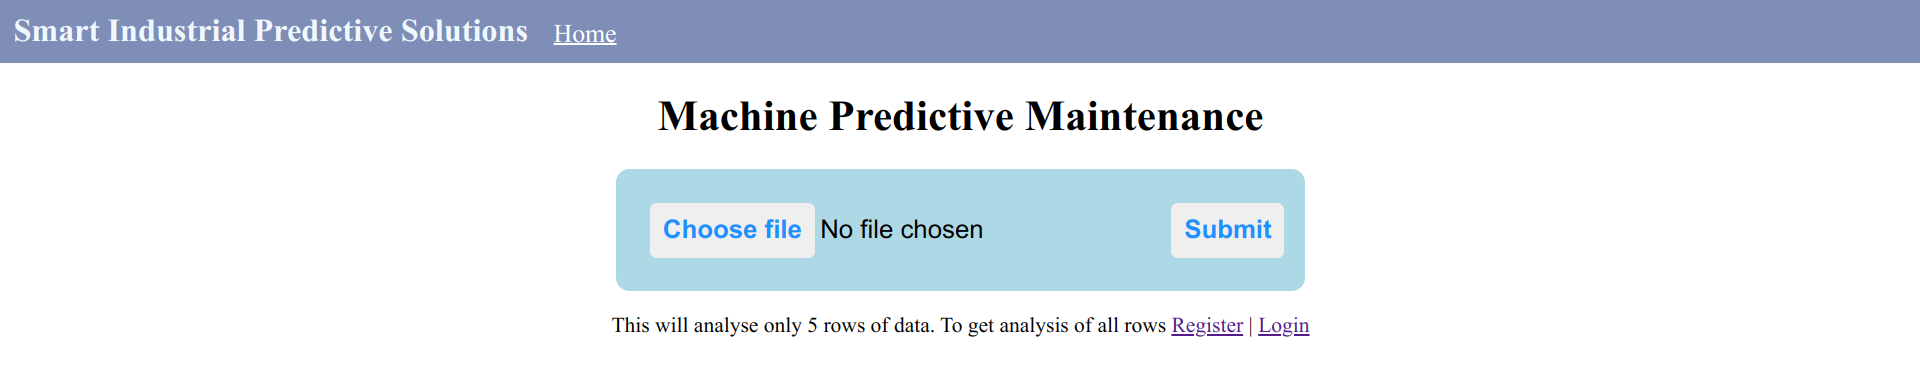 Smart Industrial Predictive Solutions Home
Machine Predictive Maintenance
Choose file No file chosen Submit
This will analyse only 5 rows of data. To get analysis of all rows Register | Login